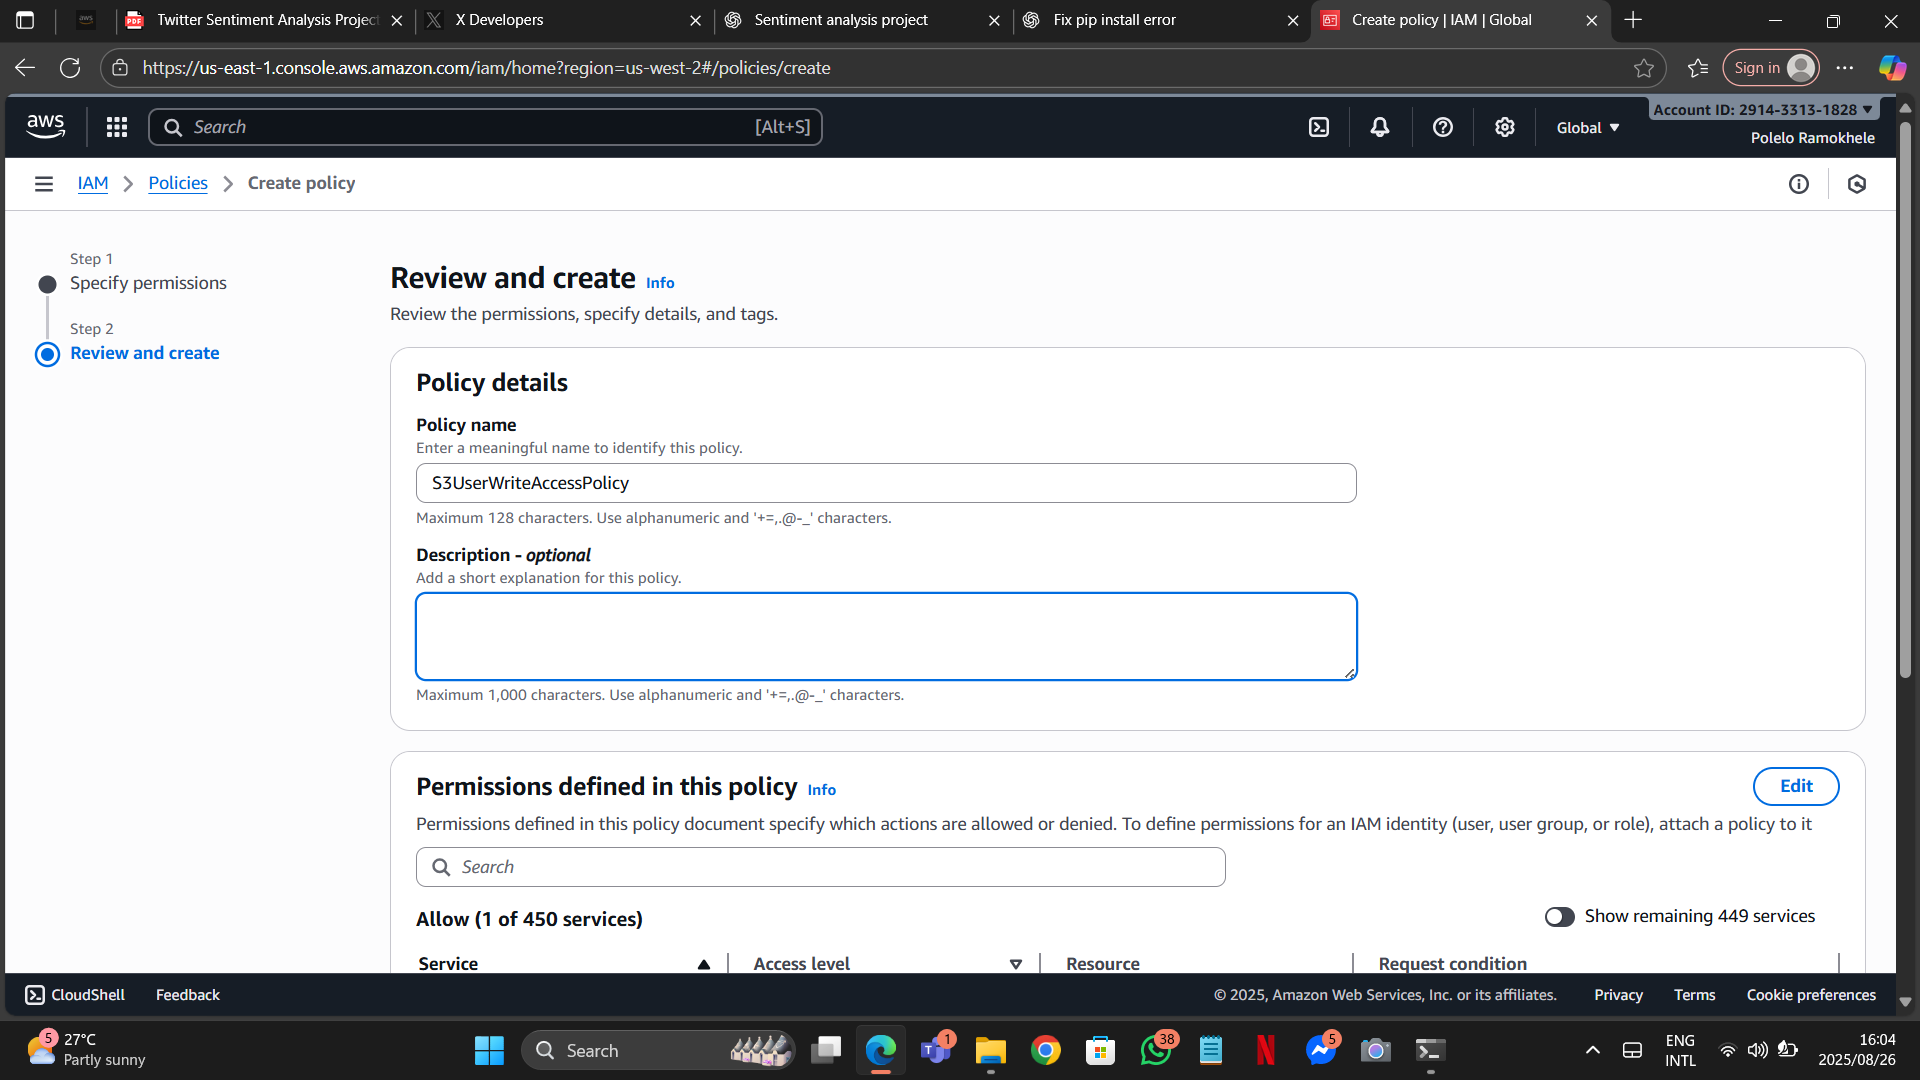 Twitter Sentiment Analysis Project
X Developers
Sentiment analysis project
Fix pip install error
Create policy | IAM | Global
https://us-east-1.console.aws.amazon.com/iam/home?region=us-west-2#/policies/create
Sign in
aws
Search
[Alt+S]
Global
Account ID: 2914-3313-1828
Polelo Ramokhele
IAM
Policies
Create policy
Step 1
Specify permissions
Step 2
Review and create
Review and create Info
Review the permissions, specify details, and tags.
Policy details
Policy name
Enter a meaningful name to identify this policy.
S3UserWriteAccessPolicy
Maximum 128 characters. Use alphanumeric and '+=,.@-_' characters.
Description - optional
Add a short explanation for this policy.
Maximum 1,000 characters. Use alphanumeric and '+=,.@-_' characters.
Permissions defined in this policy Info
Edit
Permissions defined in this policy document specify which actions are allowed or denied. To define permissions for an IAM identity (user, user group, or role), attach a policy to it
Search
Allow (1 of 450 services)
Show remaining 449 services
Service
Access level
Resource
Request condition
CloudShell
Feedback
© 2025, Amazon Web Services, Inc. or its affiliates.
Privacy
Terms
Cookie preferences
5
27°C
Partly sunny
Search
1
38
5
ENG
INTL
16:04
2025/08/26